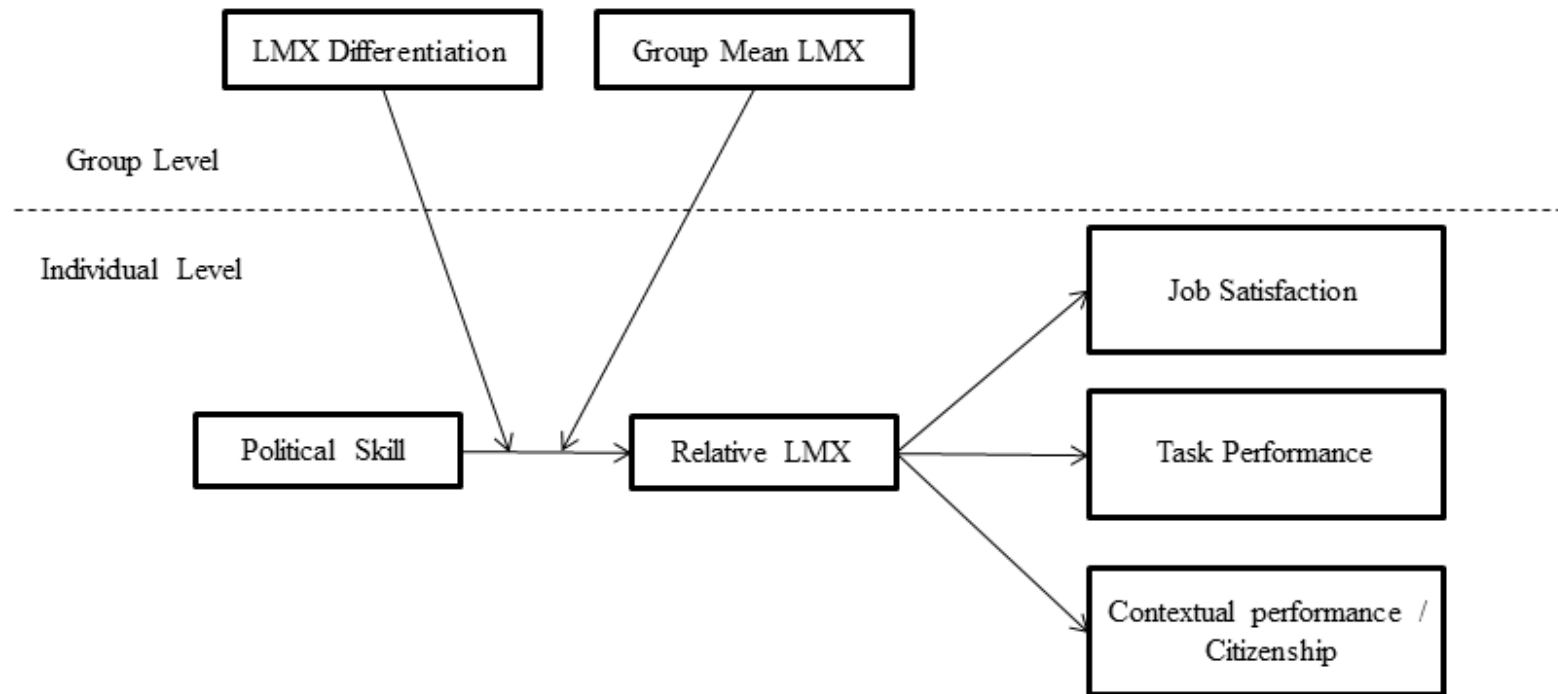 LMX Differentiation
Group Mean LMX
Group Level
Individual Level
Job Satisfaction
Political Skill
Relative LMX
Task Performance
Contextual performance /
Citizenship